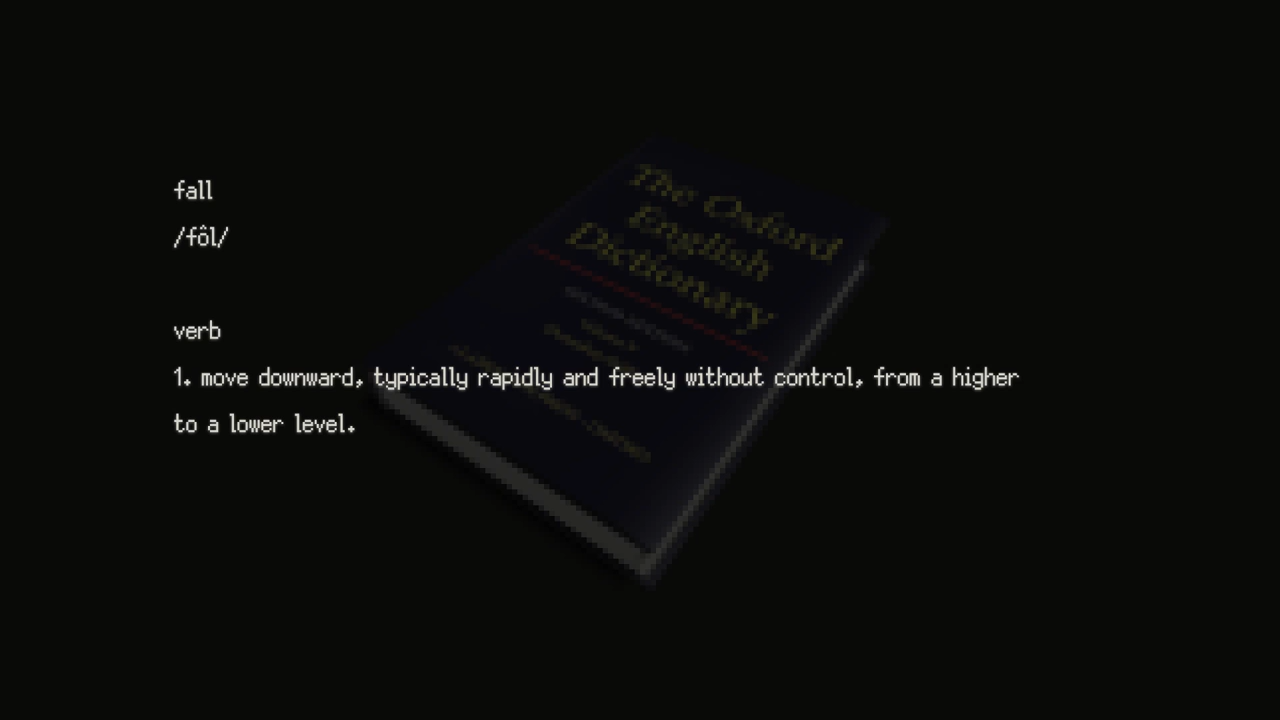 fall
/fôl/
verb
1. move downward, typically rapidly and freely without control, from a higher
to a lower level.
The Oxford
English
Dictionary